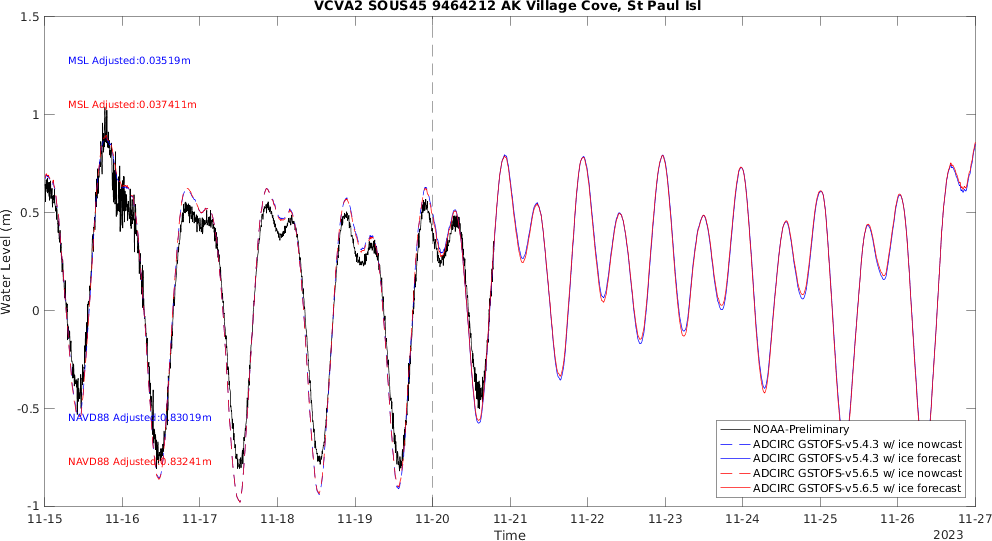 VCVA2 SOUS45 9464212 AK Village Cove, St Paul Isl
1.5
1
0.5
0
-0.5
-1
Water Level (m)
MSL Adjusted:0.03519m
MSL Adjusted:0.037411m
NAVD88 Adjusted:0.83019m
NAVD88 Adjusted:0.83241m
NOAA-Preliminary
ADCIRC GSTOFS-v5.4.3 w/ ice nowcast
ADCIRC GSTOFS-v5.4.3 w/ ice forecast
ADCIRC GSTOFS-v5.6.5 w/ ice nowcast
ADCIRC GSTOFS-v5.6.5 w/ ice forecast
11-15 11-16 11-17 11-18 11-19 11-20 11-21 11-22 11-23 11-24 11-25 11-26 11-27
Time
2023